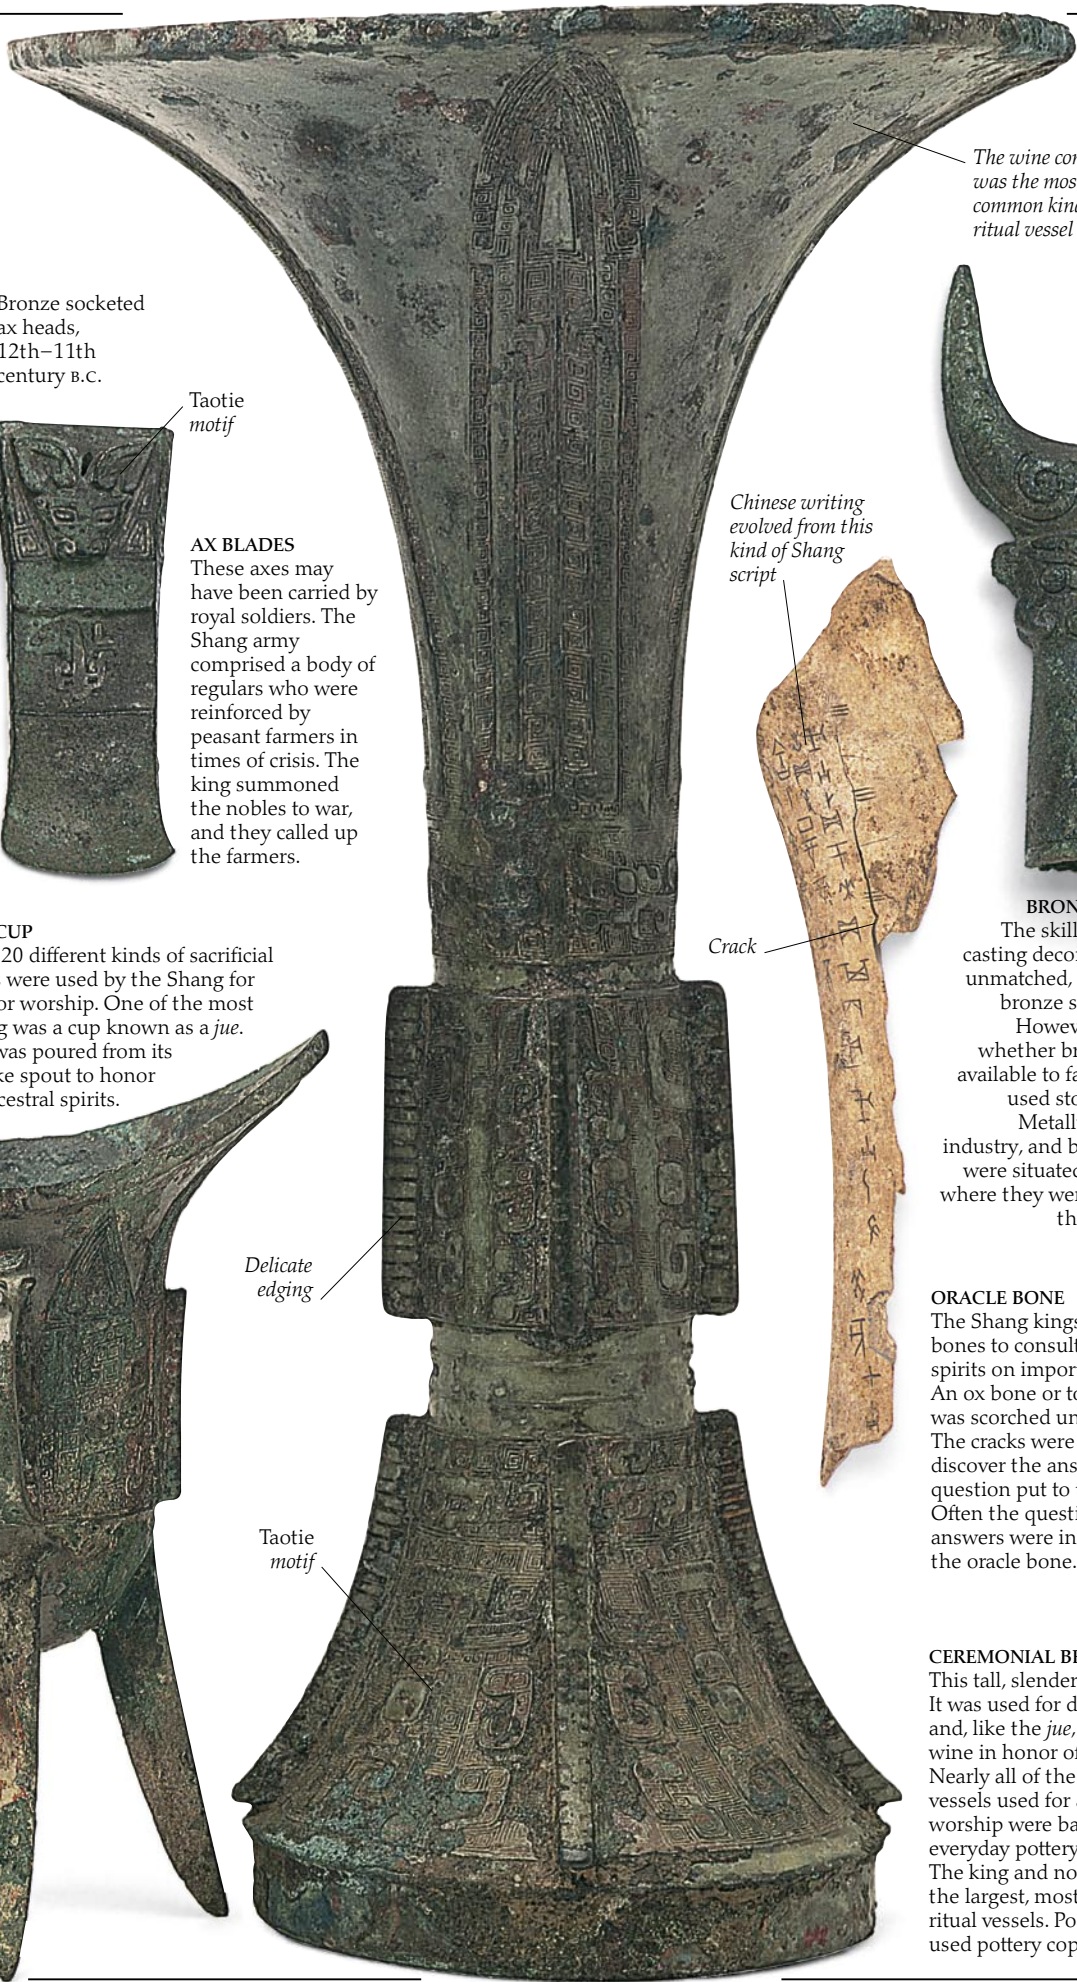 The wine con
was the mos
common kind
ritual vessel
Bronze socketed
ax heads,
12th–11th
century B.C.
Taotie
motif
AX BLADES
These axes may
have been carried by
royal soldiers. The
Shang army
comprised a body of
regulars who were
reinforced by
peasant farmers in
times of crisis. The
king summoned
the nobles to war,
and they called up
the farmers.
Chinese writing
evolved from this
kind of Shang
script
Crack
CUP
20 different kinds of sacrificial
s were used by the Shang for
or worship. One of the most
g was a cup known as a jue.
was poured from its
ke spout to honor
cestral spirits.
Delicate
edging
Taotie
motif
BRON
The skill
casting decor
unmatched,
bronze s
Howev
whether br
available to fa
used sto
Metall
industry, and b
were situated
where they wer
th
ORACLE BONE
The Shang kings
bones to consult
spirits on impor
An ox bone or to
was scorched un
The cracks were
discover the ans
question put to t
Often the questi
answers were in
the oracle bone.
CEREMONIAL BE
This tall, slender
It was used for d
and, like the jue,
wine in honor of
Nearly all of the
vessels used for a
worship were ba
everyday pottery
The king and no
the largest, most
ritual vessels. Po
used pottery cop